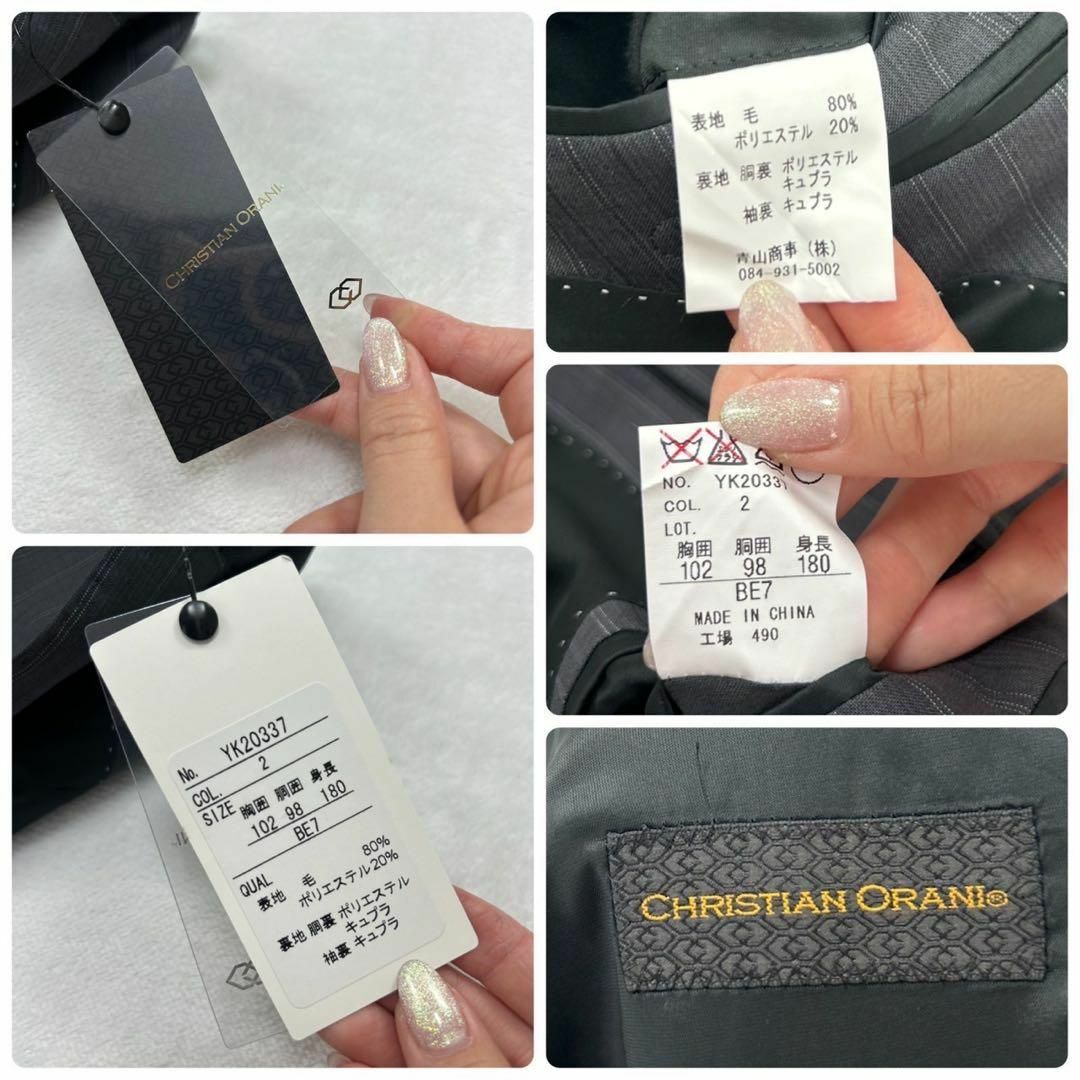 CHRISTIAN ORANI
表地 毛 80%
ポリエステル 20%
裏地 胴裏 ポリエステル
キュプラ
袖裏 キュプラ
青山商事(株)
084-931-5002
NO. YK20337
COL. 2
LOT.
胸囲 胴囲 身長
102 98 180
BE7
MADE IN CHINA
工場 490
No. YK20337
COL. 2
SIZE 胸囲 胴囲 身長
102 98 180
BE7
QUAL 80%
表地 毛
ポリエステル20%
裏地 胴裏 ポリエステル
キュプラ
袖裏 キュプラ
CHRISTIAN ORANI®